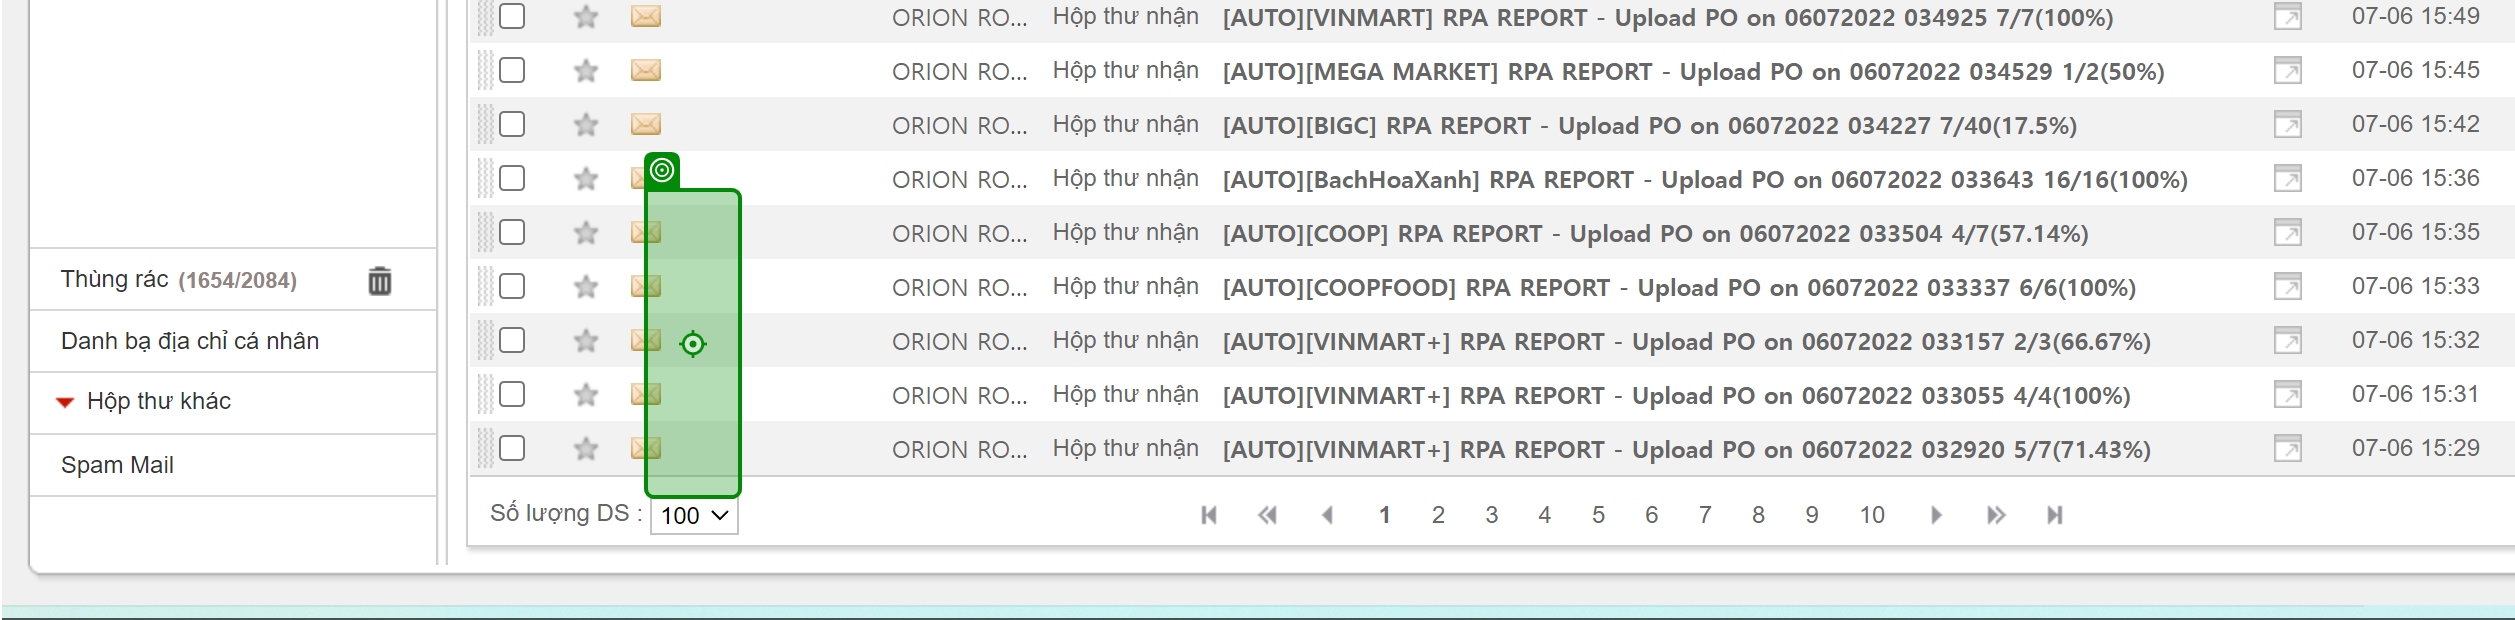 ORION RO... Hộp thư nhận [AUTO][VINMART] RPA REPORT - Upload PO on 06072022 034925 7/7(100%) 07-06 15:49
ORION RO... Hộp thư nhận [AUTO][MEGA MARKET] RPA REPORT - Upload PO on 06072022 034529 1/2(50%) 07-06 15:45
ORION RO... Hộp thư nhận [AUTO][BIGC] RPA REPORT - Upload PO on 06072022 034227 7/40(17.5%) 07-06 15:42
ORION RO... Hộp thư nhận [AUTO][BachHoaXanh] RPA REPORT - Upload PO on 06072022 033643 16/16(100%) 07-06 15:36
ORION RO... Hộp thư nhận [AUTO][COOP] RPA REPORT - Upload PO on 06072022 033504 4/7(57.14%) 07-06 15:35
ORION RO... Hộp thư nhận [AUTO][COOPFOOD] RPA REPORT - Upload PO on 06072022 033337 6/6(100%) 07-06 15:33
ORION RO... Hộp thư nhận [AUTO][VINMART+] RPA REPORT - Upload PO on 06072022 033157 2/3(66.67%) 07-06 15:32
ORION RO... Hộp thư nhận [AUTO][VINMART+] RPA REPORT - Upload PO on 06072022 033055 4/4(100%) 07-06 15:31
ORION RO... Hộp thư nhận [AUTO][VINMART+] RPA REPORT - Upload PO on 06072022 032920 5/7(71.43%) 07-06 15:29
Thùng rác (1654/2084)
Danh bạ địa chỉ cá nhân
Hộp thư khác
Spam Mail
Số lượng DS : 100
1 2 3 4 5 6 7 8 9 10